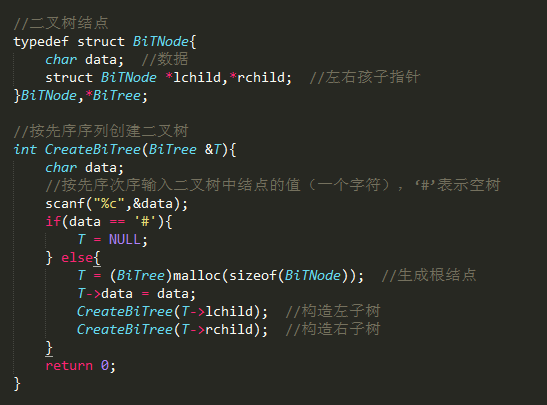 //二叉树结点
typedef struct BiTNode{
    char data;  //数据
    struct BiTNode *lchild,*rchild;  //左右孩子指针
}BiTNode,*BiTree;

//按先序序列创建二叉树
int CreateBiTree(BiTree &T){
    char data;
    //按先序次序输入二叉树中结点的值（一个字符），‘#’表示空树
    scanf("%c",&data);
    if(data == '#'){
        T = NULL;
    } else{
        T = (BiTree)malloc(sizeof(BiTNode));  //生成根结点
        T->data = data;
        CreateBiTree(T->lchild);  //构造左子树
        CreateBiTree(T->rchild);  //构造右子树
    }
    return 0;
}